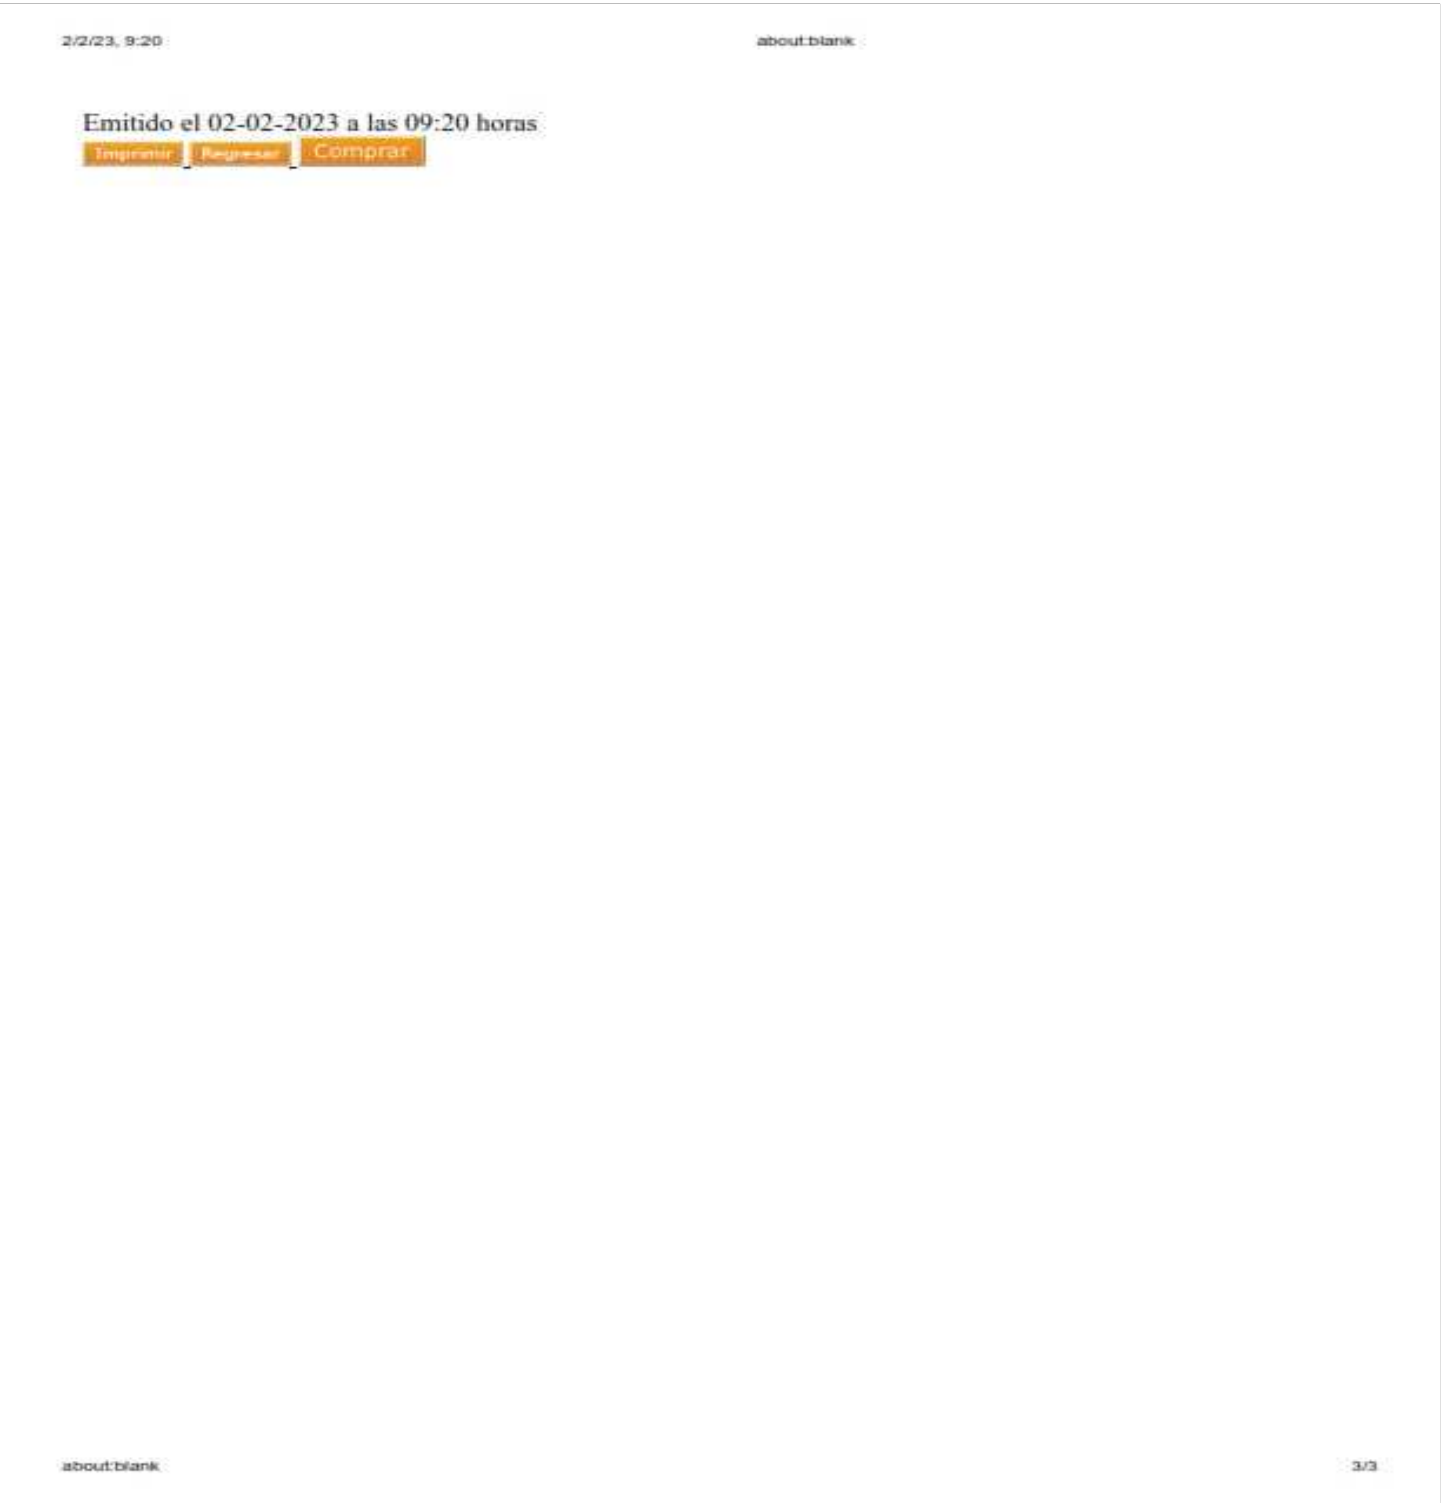 2/2/23, 9:20 about:blank
Emitido el 02-02-2023 a las 09:20 horas
Imprimir Regresar Comprar
about:blank 3/3